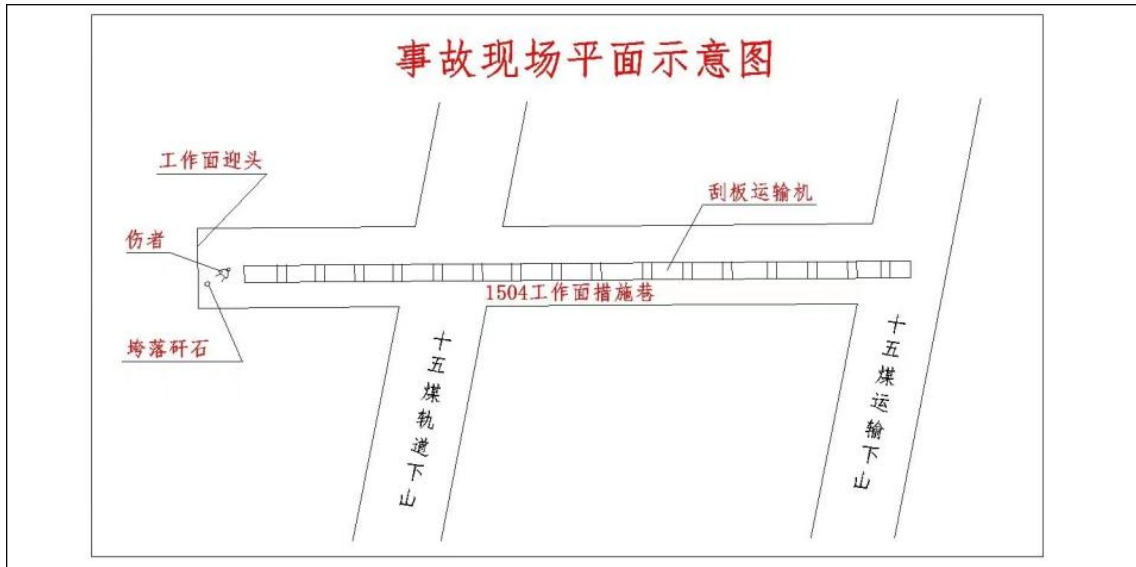 事故现场平面示意图
工作面迎头
刮板运输机
伤者
1504工作面措施巷
垮落矸石
十五煤轨道下山
十五煤运输下山